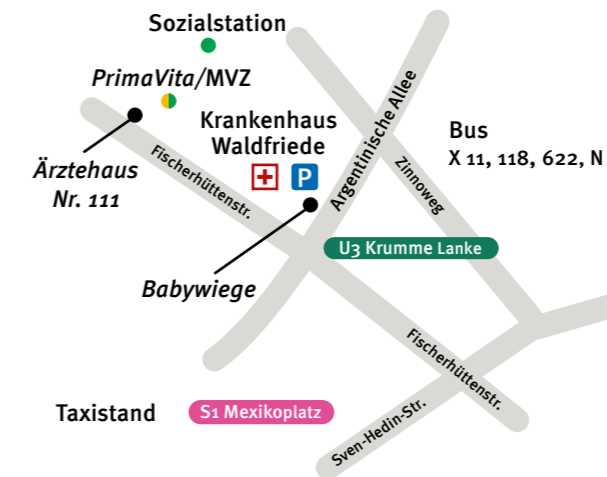 Sozialstation
PrimaVita/MVZ
Krankenhaus
Waldfriede
P
Ärztehaus
Nr. 111
Fischerhüttenstr.
Argentinische Allee
Zinnoweg
Bus
X 11, 118, 622, N
U3 Krumme Lanke
Babywiege
Fischerhüttenstr.
Taxistand
S1 Mexikoplatz
Sven-Hedin-Str.